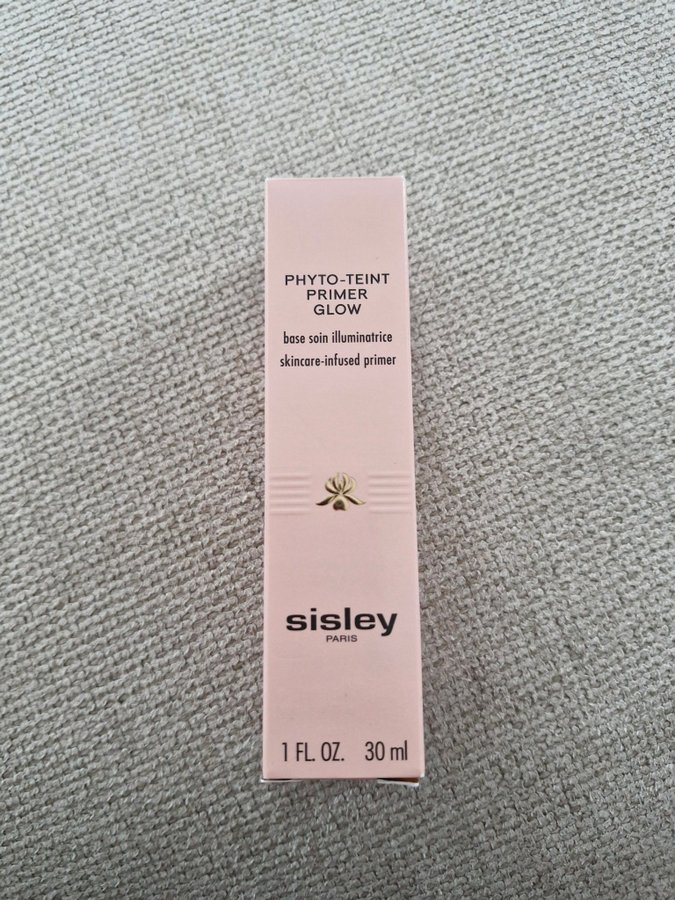 PHYTO-TEINT
PRIMER
GLOW
base soin illuminatrice
skincare-infused primer
sisley
PARIS
1 FL. OZ. 30 ml